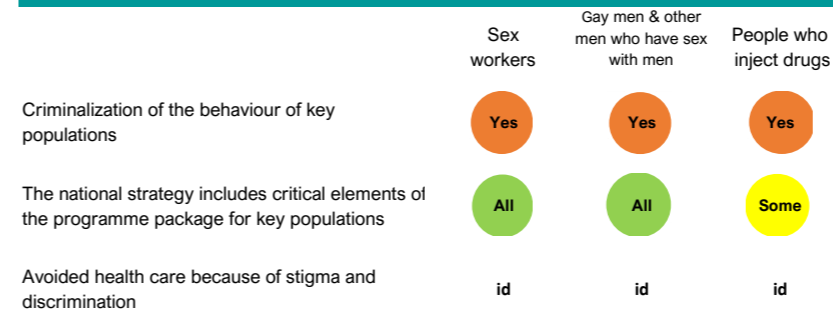 Sex
workers
Gay men & other
men who have sex
with men
People who
inject drugs
Criminalization of the behaviour of key
populations
Yes
Yes
Yes
The national strategy includes critical elements of
the programme package for key populations
All
All
Some
Avoided health care because of stigma and
discrimination
id
id
id